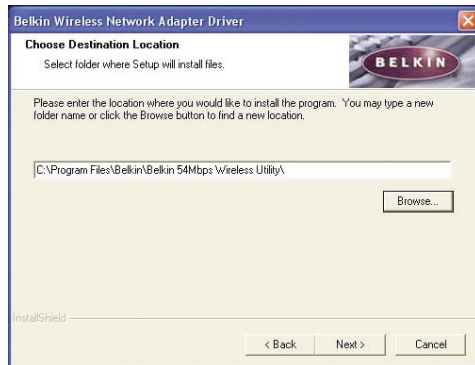 Belkin Wireless Network Adapter Driver
Choose Destination Location
Select folder where Setup will install files.
BELKIN
Please enter the location where you would like to install the program. You may type a new
folder name or click the Browse button to find a new location.
C:\Program Files\Belkin\Belkin 54Mbps Wireless Utility\
Browse...
InstallShield
< Back Next > Cancel